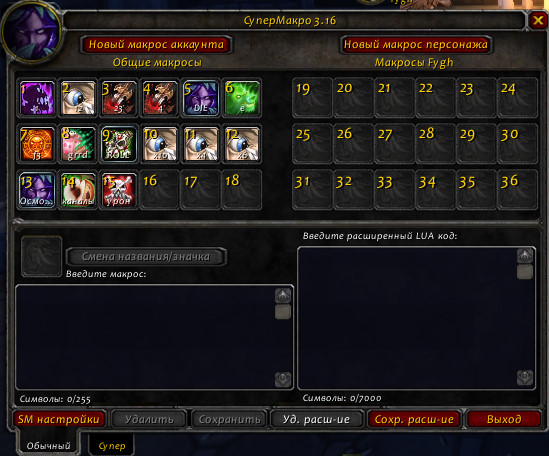 СуперМакро 3.16
Новый макрос аккаунта Новый макрос персонажа
Общие макросы Макросы Fygh
1 2 3 4 5 6 19 20 21 22 23 24
DIE e
7 8 9 10 11 12 25 26 27 28 29 30
grrd ROLL
13 14 15 16 17 18 31 32 33 34 35 36
Осмо... каналы урон
Смена названия/значка
Введите макрос:
Введите расширенный LUA код:
Символы: 0/255
Символы: 0/7000
SM настройки Удалить Сохранить Уд. расш-ие Сохр. расш-ие Выход
Обычный Супер